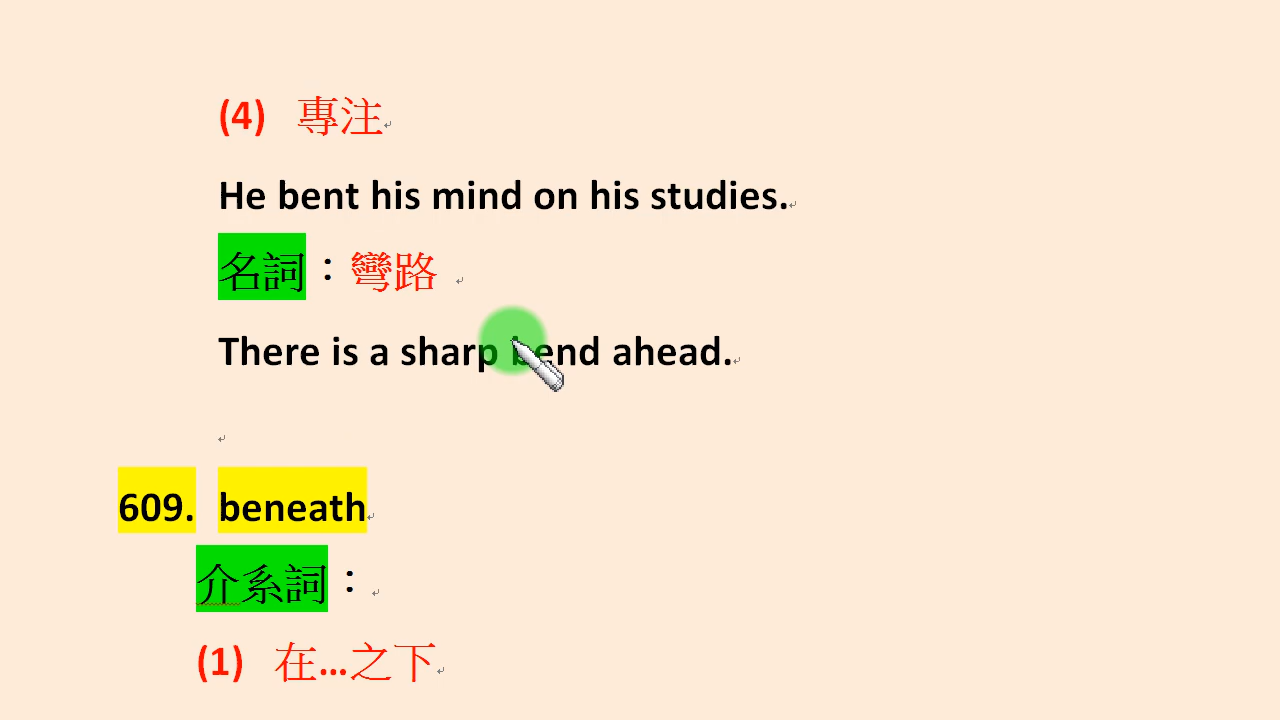 (4) 專注
He bent his mind on his studies.
名詞：彎路
There is a sharp bend ahead.
609. beneath
介系詞：
(1) 在…之下